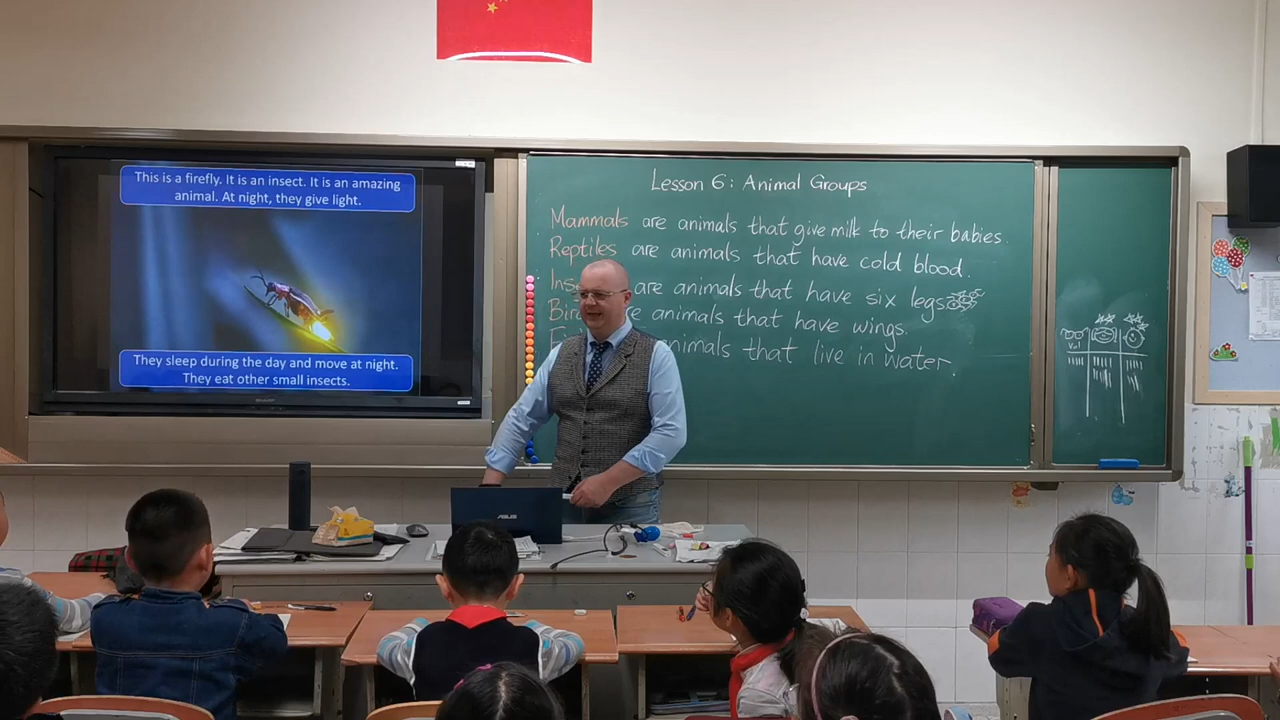 This is a firefly. It is an insect. It is an amazing
animal. At night, they give light.
They sleep during the day and move at night.
They eat other small insects.
SHARP
Lesson 6: Animal Groups
Mammals are animals that give milk to their babies.
Reptiles are animals that have cold blood.
are animals that have six legs
animals that have wings.
animals that live in water.
ASUS